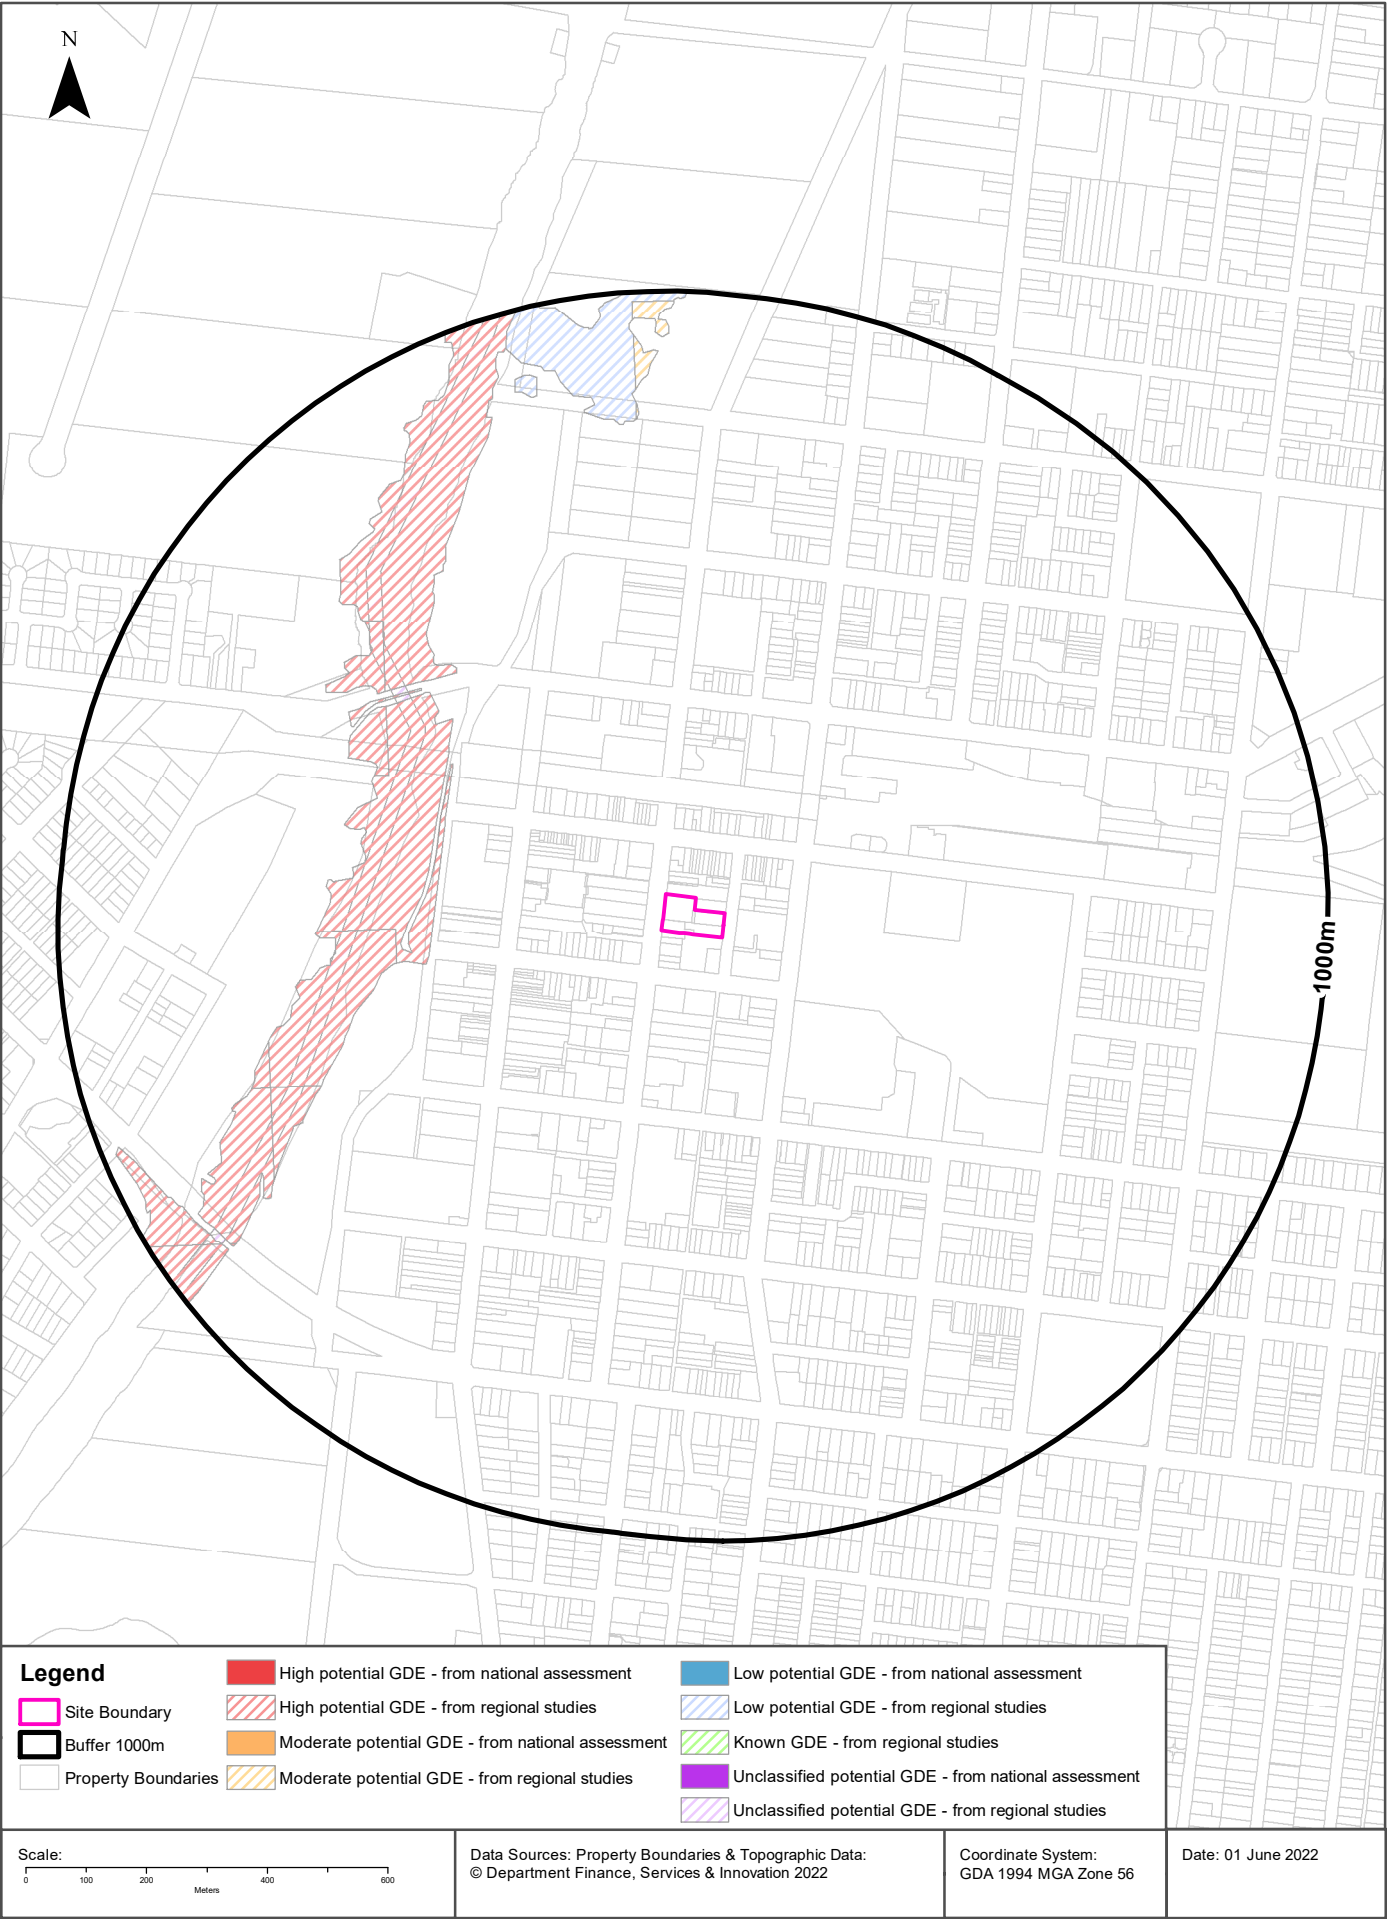 N
1000m
Legend
Site Boundary
Buffer 1000m
Property Boundaries
High potential GDE - from national assessment
High potential GDE - from regional studies
Moderate potential GDE - from national assessment
Moderate potential GDE - from regional studies
Low potential GDE - from national assessment
Low potential GDE - from regional studies
Known GDE - from regional studies
Unclassified potential GDE - from national assessment
Unclassified potential GDE - from regional studies
Scale:
0 100 200 400 600
Meters
Data Sources: Property Boundaries & Topographic Data:
© Department Finance, Services & Innovation 2022
Coordinate System:
GDA 1994 MGA Zone 56
Date: 01 June 2022